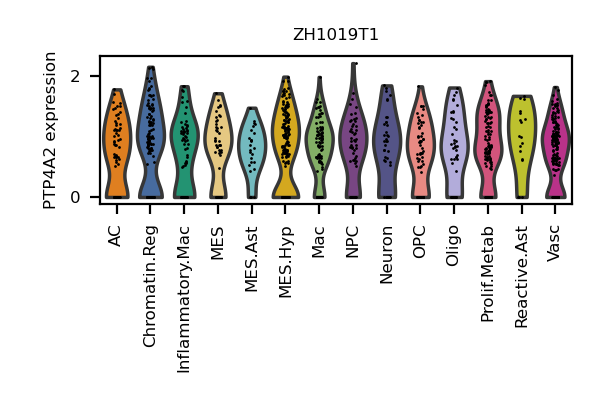 ZH1019T1
PTP4A2 expression
2
0
AC
Chromatin.Reg
Inflammatory.Mac
MES
MES.Ast
MES.Hyp
Mac
NPC
Neuron
OPC
Oligo
Prolif.Metab
Reactive.Ast
Vasc